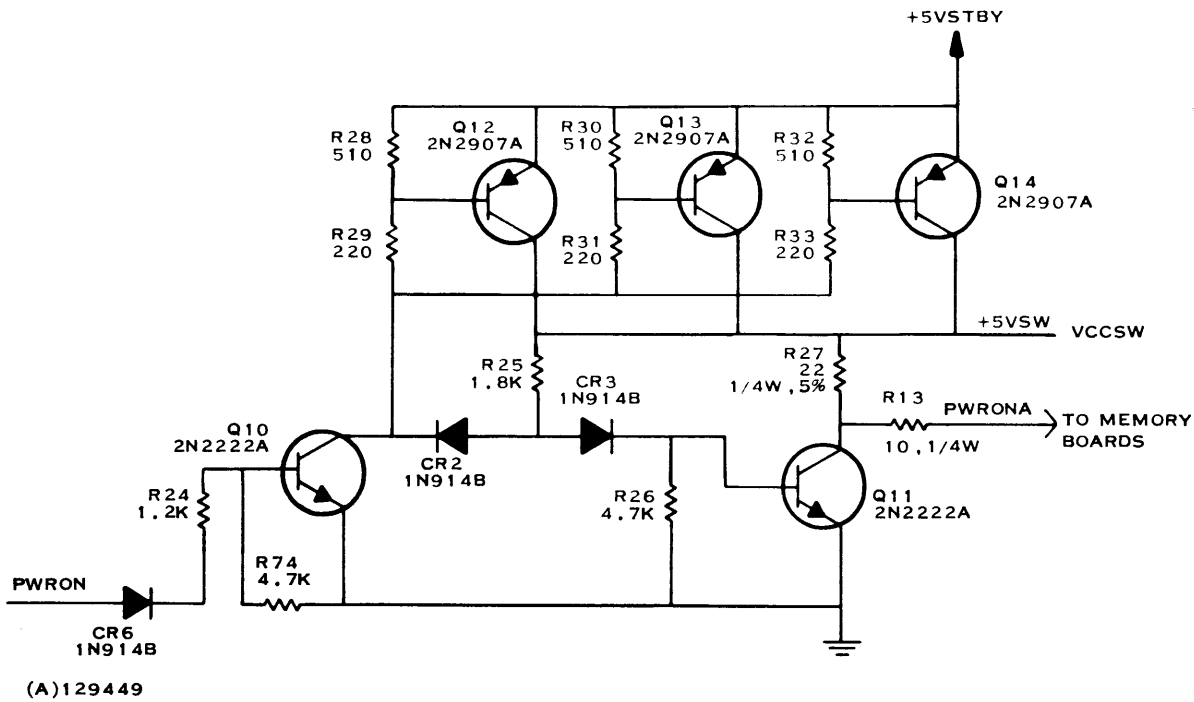 +5VSTBY
R28
510
Q12
2N2907A
R30
510
Q13
2N2907A
R32
510
Q14
2N2907A
R29
220
R31
220
R33
220
+5VSW
VCCSW
R25
1.8K
CR3
1N914B
R27
22
1/4W,5%
R13
PWRONA
10,1/4W
TO MEMORY
BOARDS
Q10
2N2222A
CR2
1N914B
R24
1.2K
R26
4.7K
Q11
2N2222A
R74
4.7K
PWRON
CR6
1N914B
(A)129449